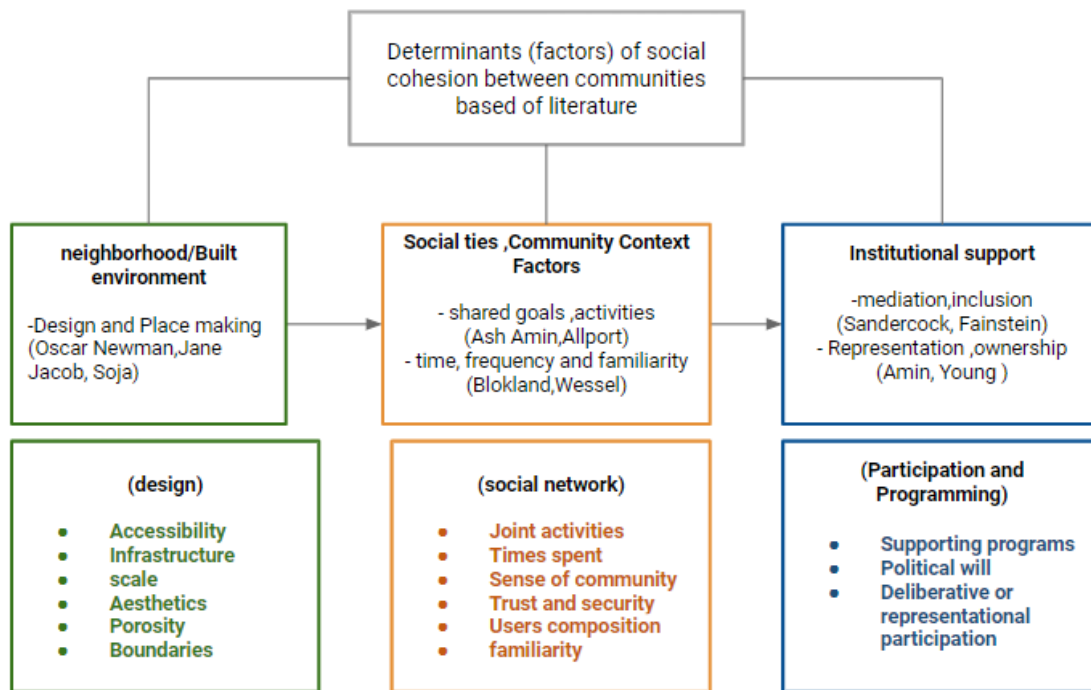 Determinants (factors) of social
cohesion between communities
based of literature
neighborhood/Built
environment
-Design and Place making
(Oscar Newman,Jane
Jacob, Soja)
Social ties ,Community Context
Factors
- shared goals ,activities
(Ash Amin,Allport)
- time, frequency and familiarity
(Blokland,Wessel)
Institutional support
-mediation,inclusion
(Sandercock, Fainstein)
- Representation ,ownership
(Amin, Young )
(design)
● Accessibility
● Infrastructure
● scale
● Aesthetics
● Porosity
● Boundaries
(social network)
● Joint activities
● Times spent
● Sense of community
● Trust and security
● Users composition
● familiarity
(Participation and
Programming)
● Supporting programs
● Political will
● Deliberative or
representational
participation